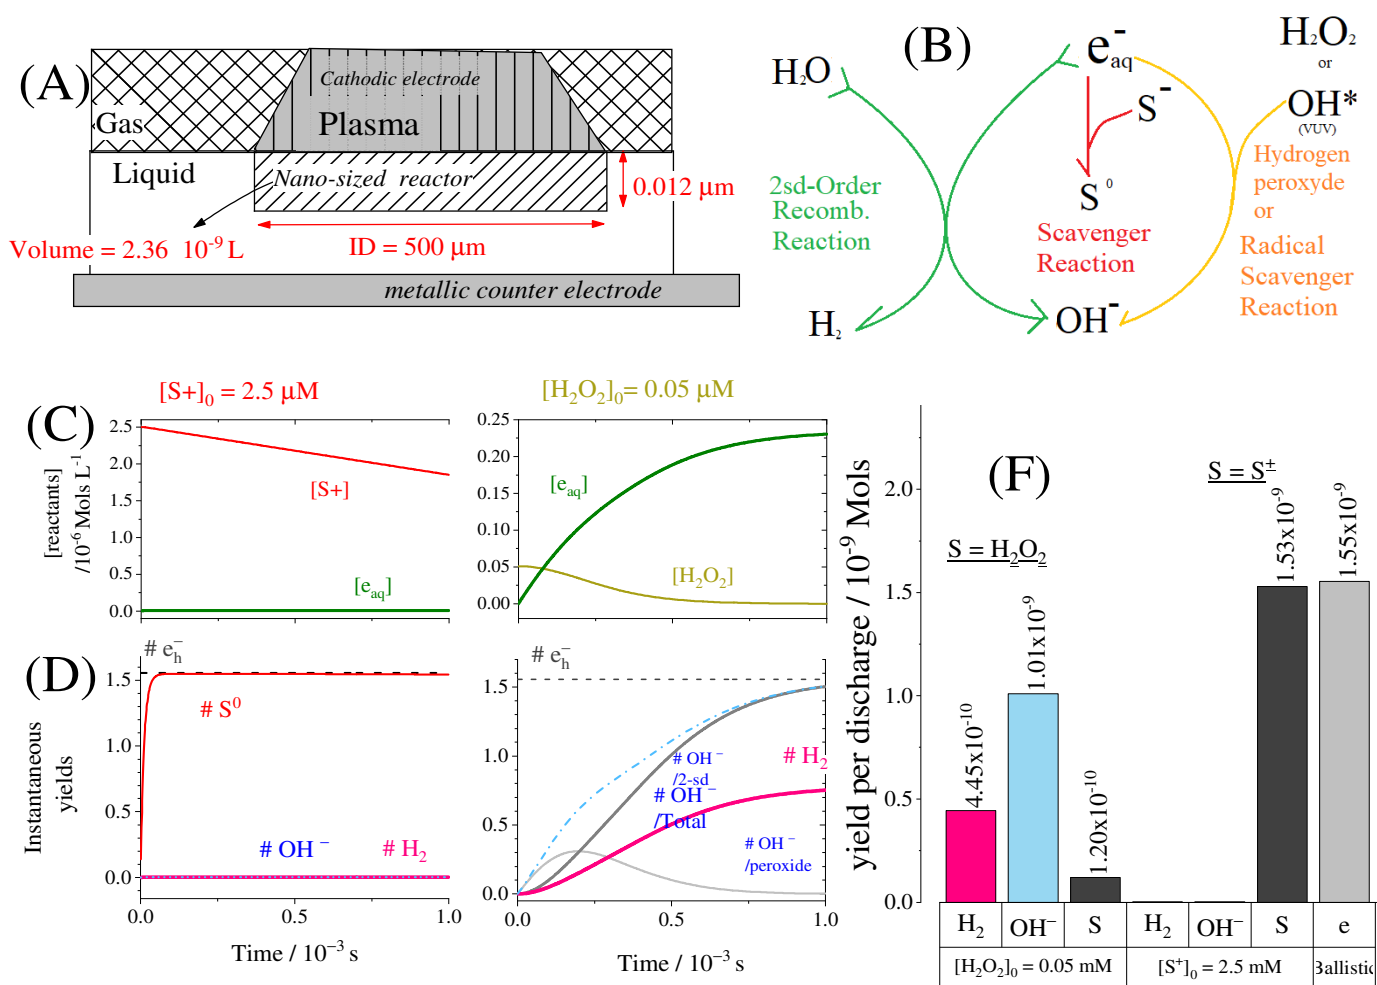 (A)
Cathodic electrode
Gas
Plasma
Liquid
Nano-sized reactor
0.012 μm
Volume = 2.36 10⁻⁹ L
ID = 500 μm
metallic counter electrode
(B)
H₂O
e⁻aq
H₂O₂
or
S⁻
OH*
(VUV)
Hydrogen
peroxyde
or
Radical
Scavenger
Reaction
2sd-Order
Recomb.
Reaction
S⁰
Scavenger
Reaction
H₂
OH⁻
(C)
[S+]₀ = 2.5 μM
[H₂O₂]₀= 0.05 μM
[reactants]
/10⁻⁶ Mols L⁻¹
2.5
2.0
1.5
1.0
0.5
0.0
[S+]
[eaq]
0.25
0.20
0.15
0.10
0.05
0.00
[eaq]
[H₂O₂]
(D)
Instantaneous
yields
# e⁻h
1.5
1.0
0.5
0.0
# S⁰
# OH⁻
# H₂
0.0
0.5
1.0
Time / 10⁻³ s
# e⁻h
1.5
1.0
0.5
0.0
# OH⁻
/2-sd
# H₂
# OH⁻
/Total
# OH⁻
/peroxide
0.0
0.5
1.0
Time / 10⁻³ s
(F)
yield per discharge / 10⁻⁹ Mols
2.0
1.5
1.0
0.5
0.0
S = H₂O₂
S = S±
4.45x10⁻¹⁰
1.01x10⁻⁹
1.20x10⁻¹⁰
1.53x10⁻⁹
1.55x10⁻⁹
H₂ OH⁻ S H₂ OH⁻ S e
[H₂O₂]₀ = 0.05 mM [S⁺]₀ = 2.5 mM Ballistic